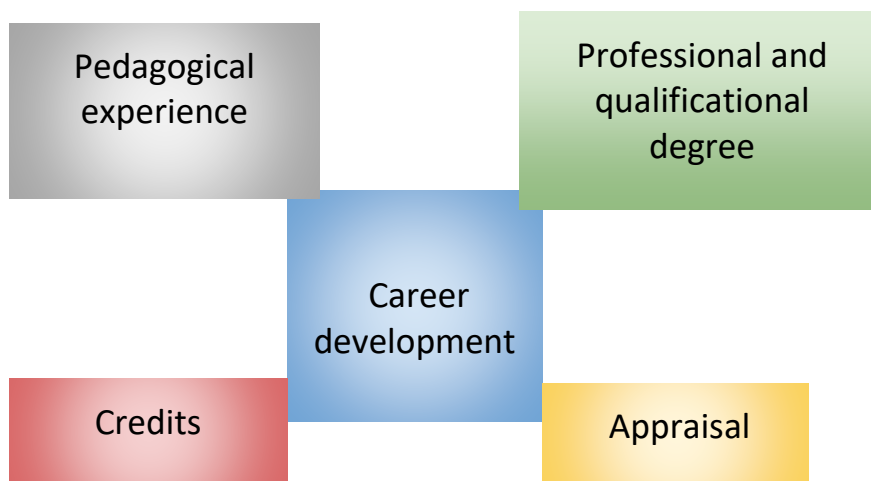 Pedagogical
experience
Professional and
qualificational
degree
Career
development
Credits
Appraisal